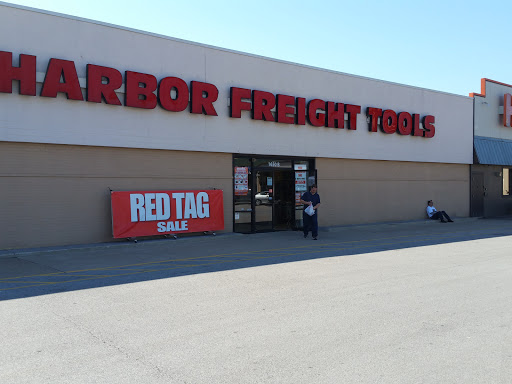 HARBOR FREIGHT TOOLS
RED TAG
SALE